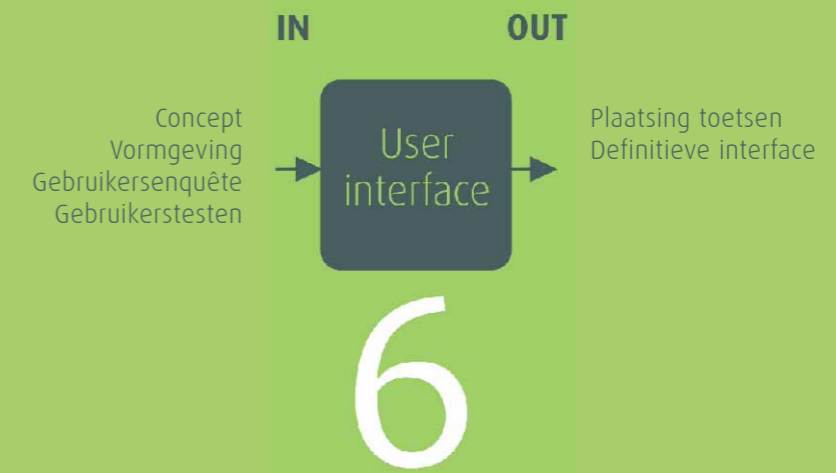 IN
OUT
Concept
Vormgeving
Gebruikersenquête
Gebruikerstesten
User
interface
Plaatsing toetsen
Definitieve interface
6